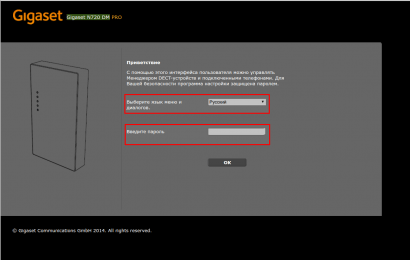 Gigaset Gigaset N720 DM PRO
Приветствие
С помощью этого интерфейса пользователя можно управлять
Менеджером DECT-устройств и подключенными телефонами. Для
Вашей безопасности программа настройки защищена паролем.
Выберите язык меню и
диалогов.
Русский
Введите пароль
OK
© Gigaset Communications GmbH 2014. All rights reserved.